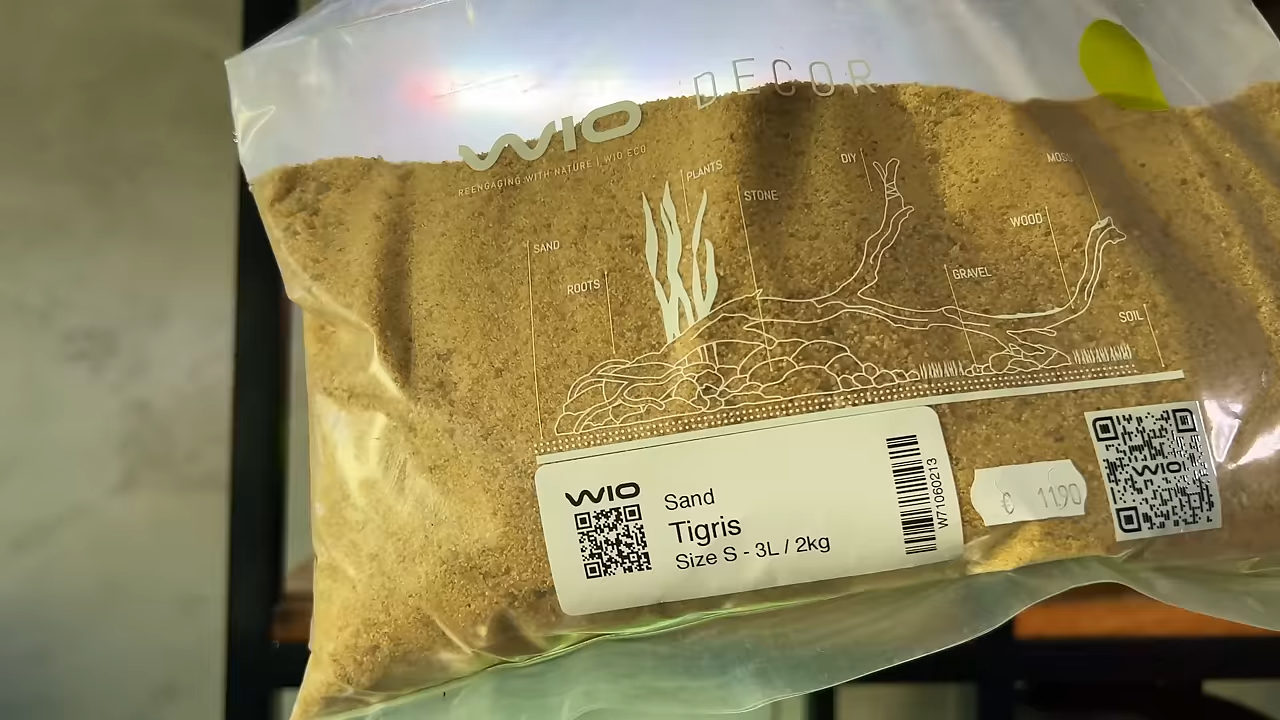 DECOR
WIO
REENGAGING WITH NATURE | WIO ECO
PLANTS
DIY
MOSS
STONE
WOOD
SAND
ROOTS
GRAVEL
SOIL
WIO
Sand
Tigris
Size S - 3L / 2kg
W71060213
€ 11.90
WIO